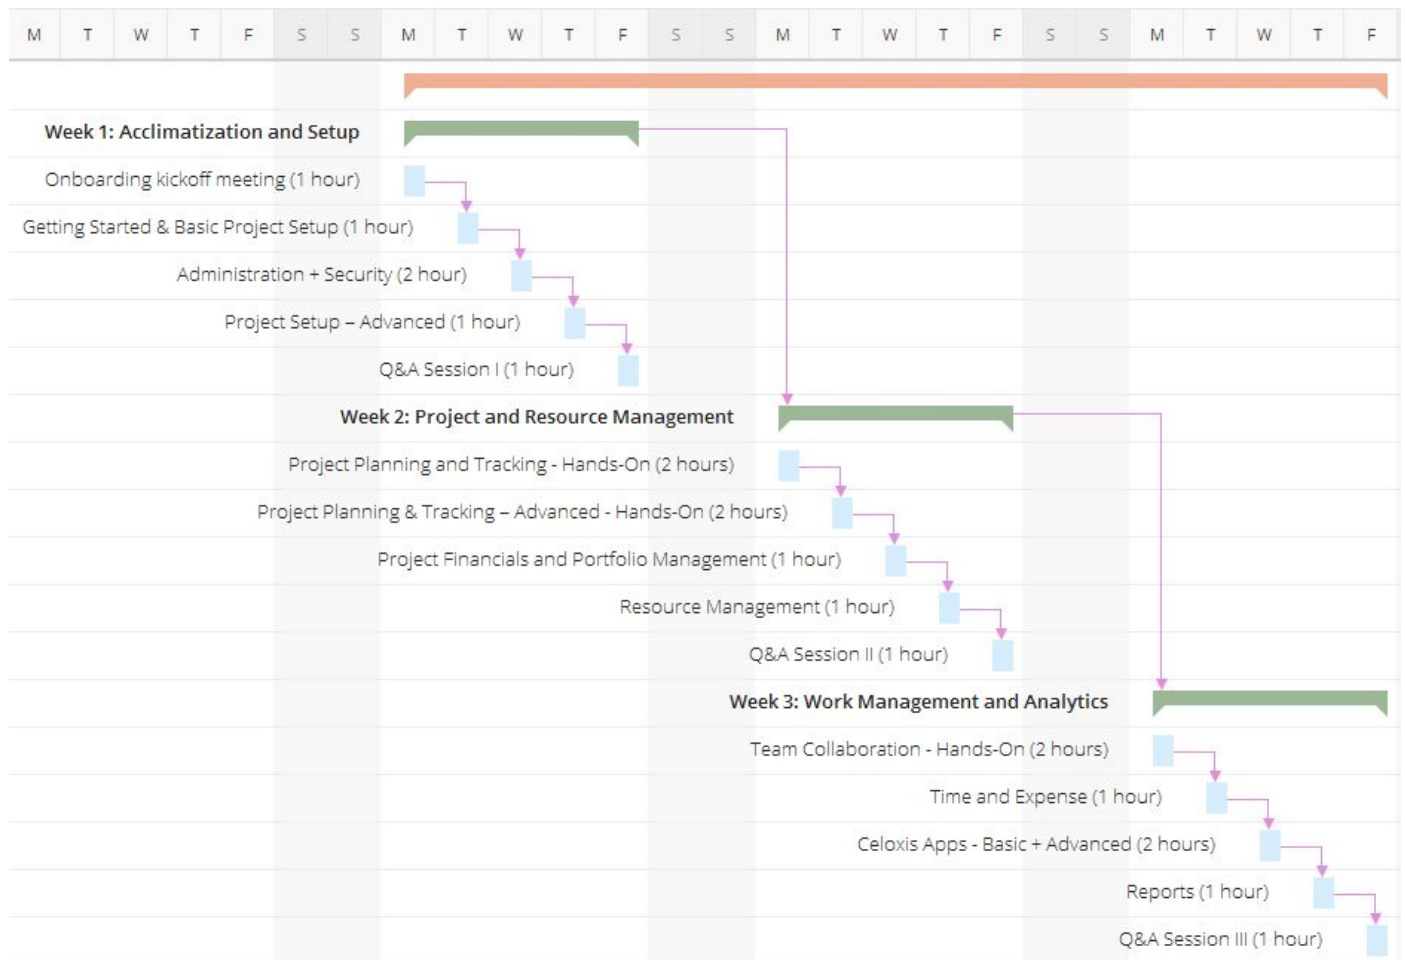 M T W T F S S M T W T F S S M T W T F S S M T W T F
Week 1: Acclimatization and Setup
Onboarding kickoff meeting (1 hour)
Getting Started & Basic Project Setup (1 hour)
Administration + Security (2 hour)
Project Setup – Advanced (1 hour)
Q&A Session I (1 hour)
Week 2: Project and Resource Management
Project Planning and Tracking - Hands-On (2 hours)
Project Planning & Tracking – Advanced - Hands-On (2 hours)
Project Financials and Portfolio Management (1 hour)
Resource Management (1 hour)
Q&A Session II (1 hour)
Week 3: Work Management and Analytics
Team Collaboration - Hands-On (2 hours)
Time and Expense (1 hour)
Celoxis Apps - Basic + Advanced (2 hours)
Reports (1 hour)
Q&A Session III (1 hour)